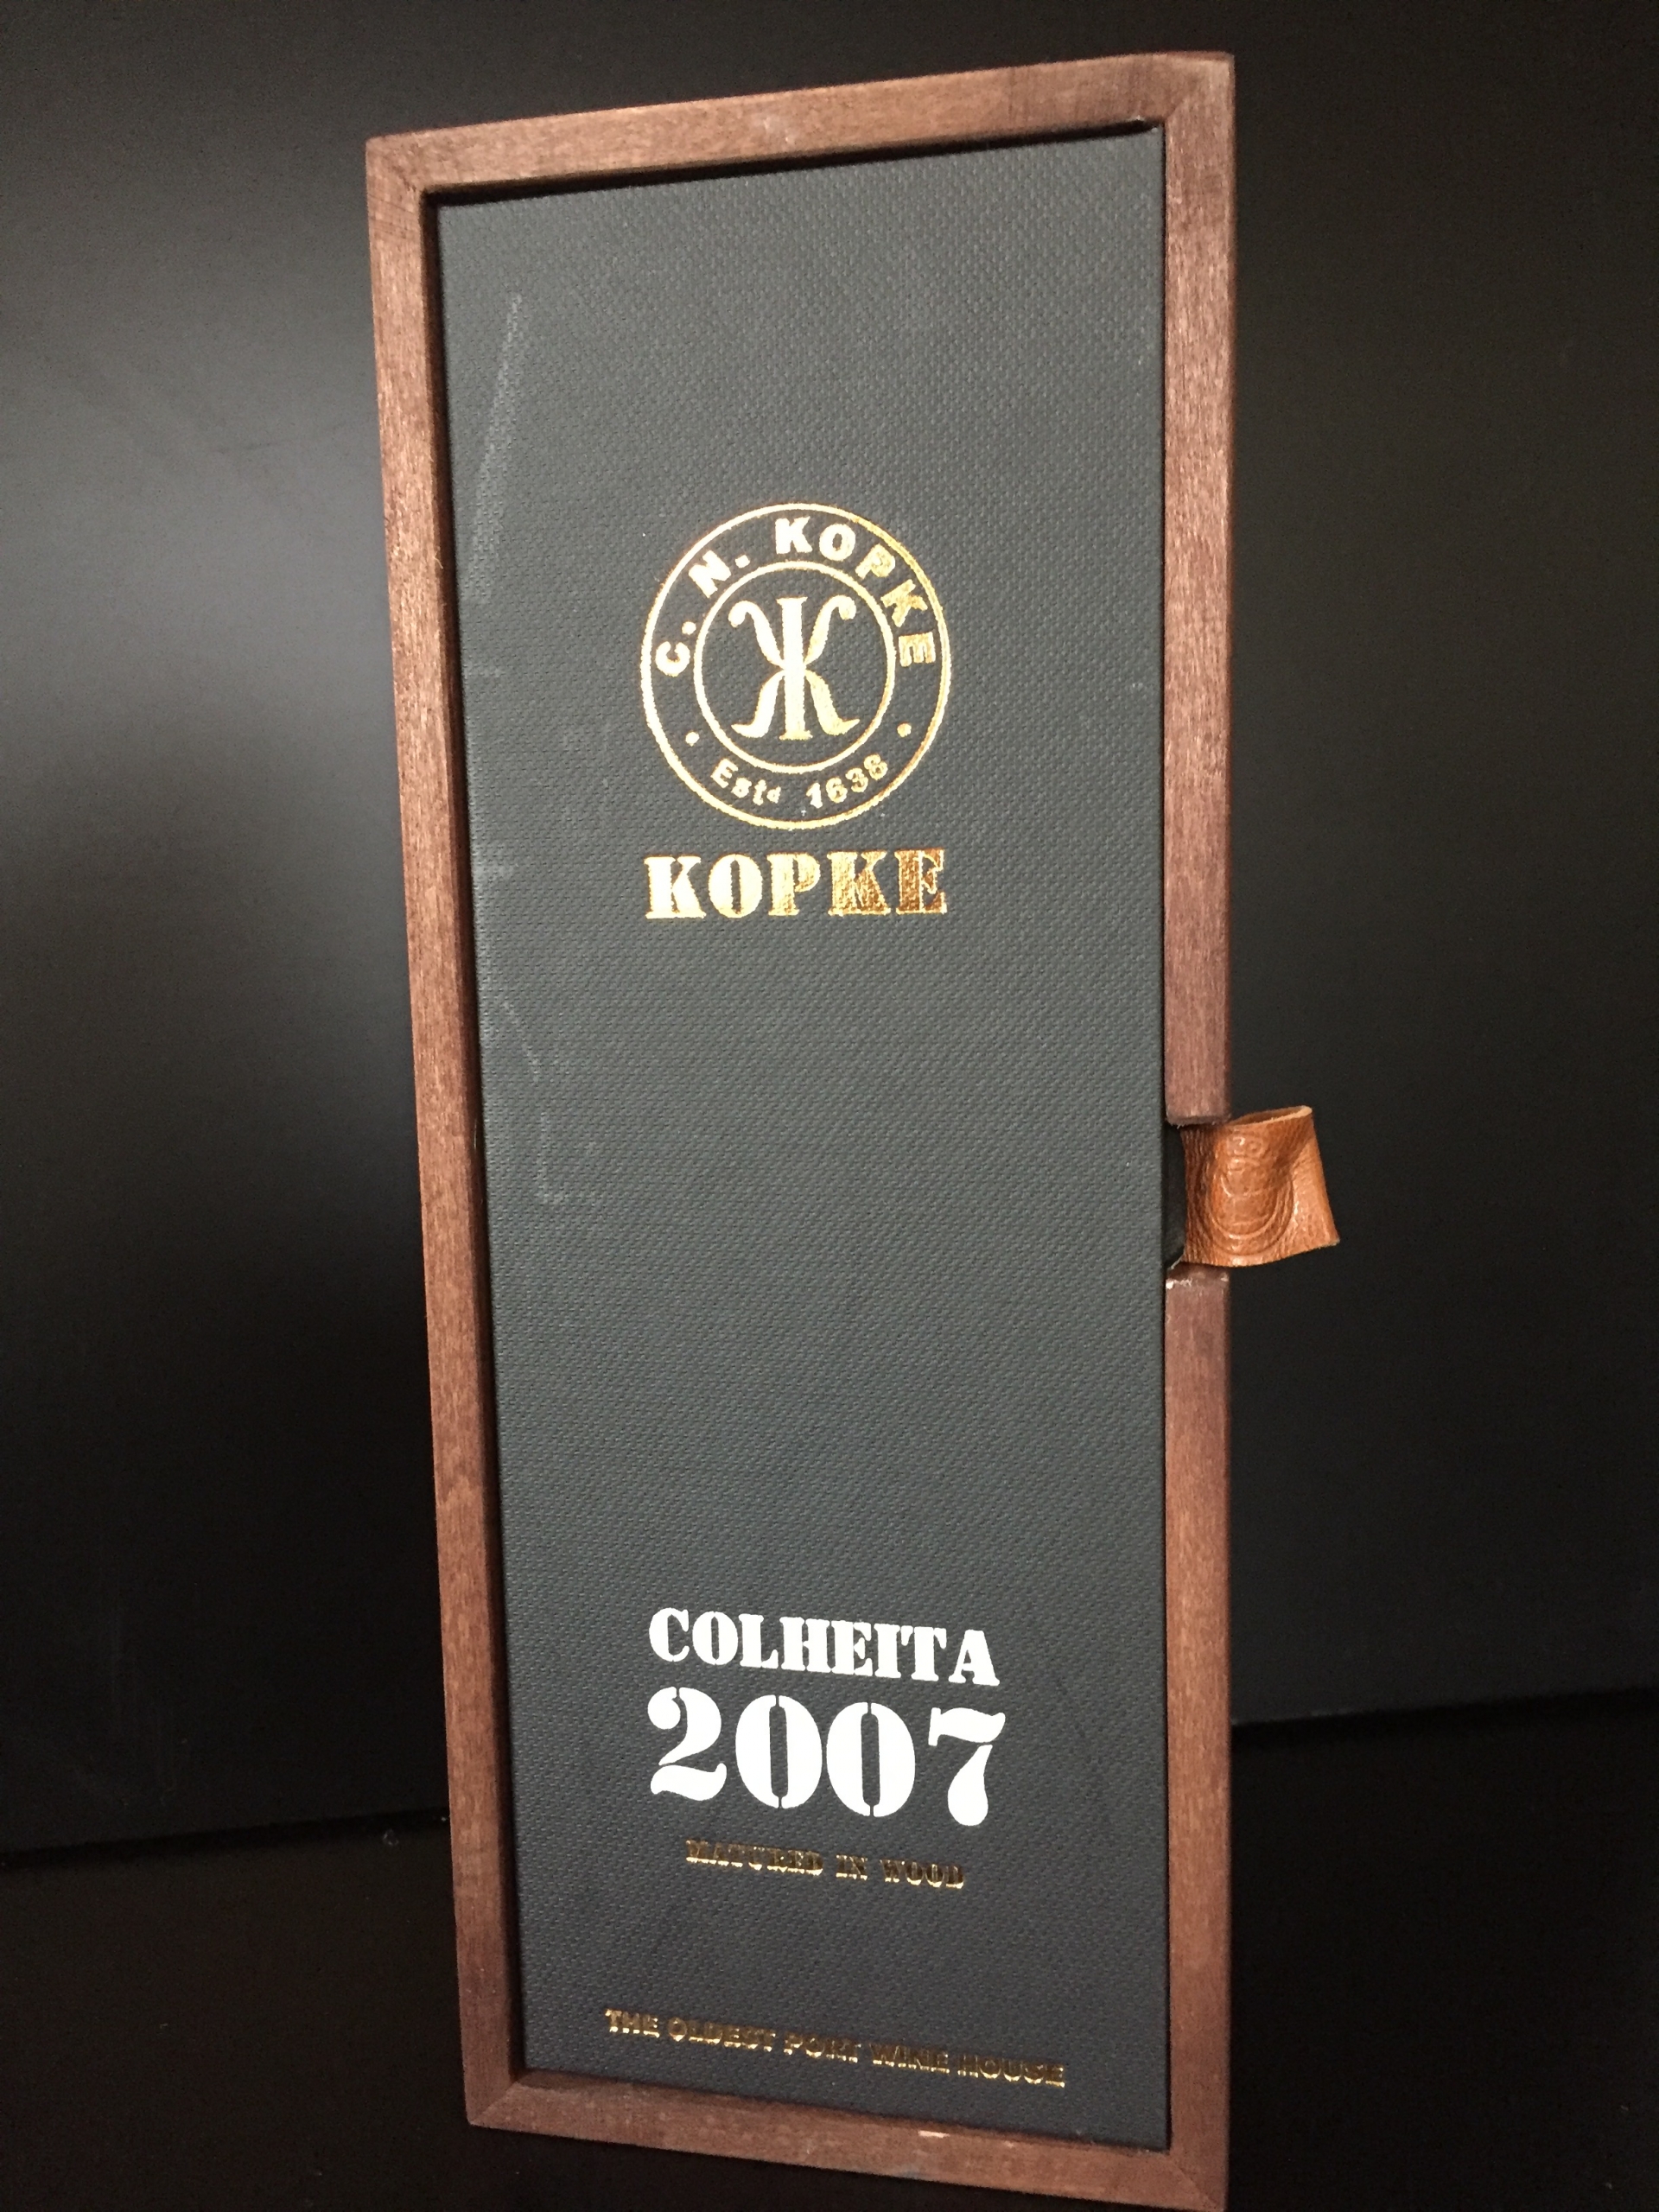 C. N. KOPKE
• Estd 1638 •
KOPKE
COLHEITA
2007
MATURED IN WOOD
THE OLDEST PORT WINE HOUSE